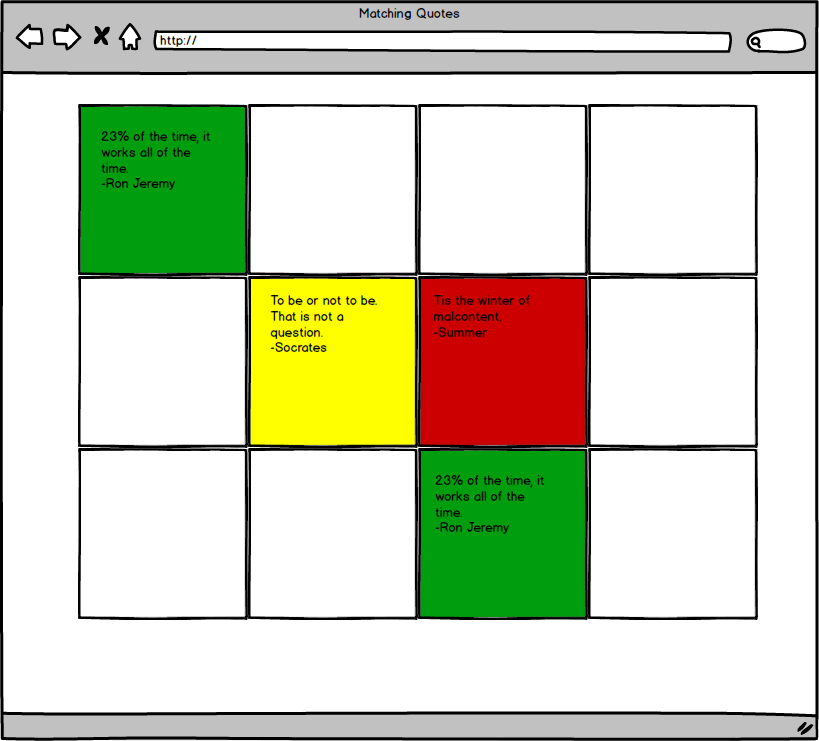 Matching Quotes
http://
23% of the time, it
works all of the
time.
-Ron Jeremy
To be or not to be.
That is not a
question.
-Socrates
Tis the winter of
malcontent.
-Summer
23% of the time, it
works all of the
time.
-Ron Jeremy